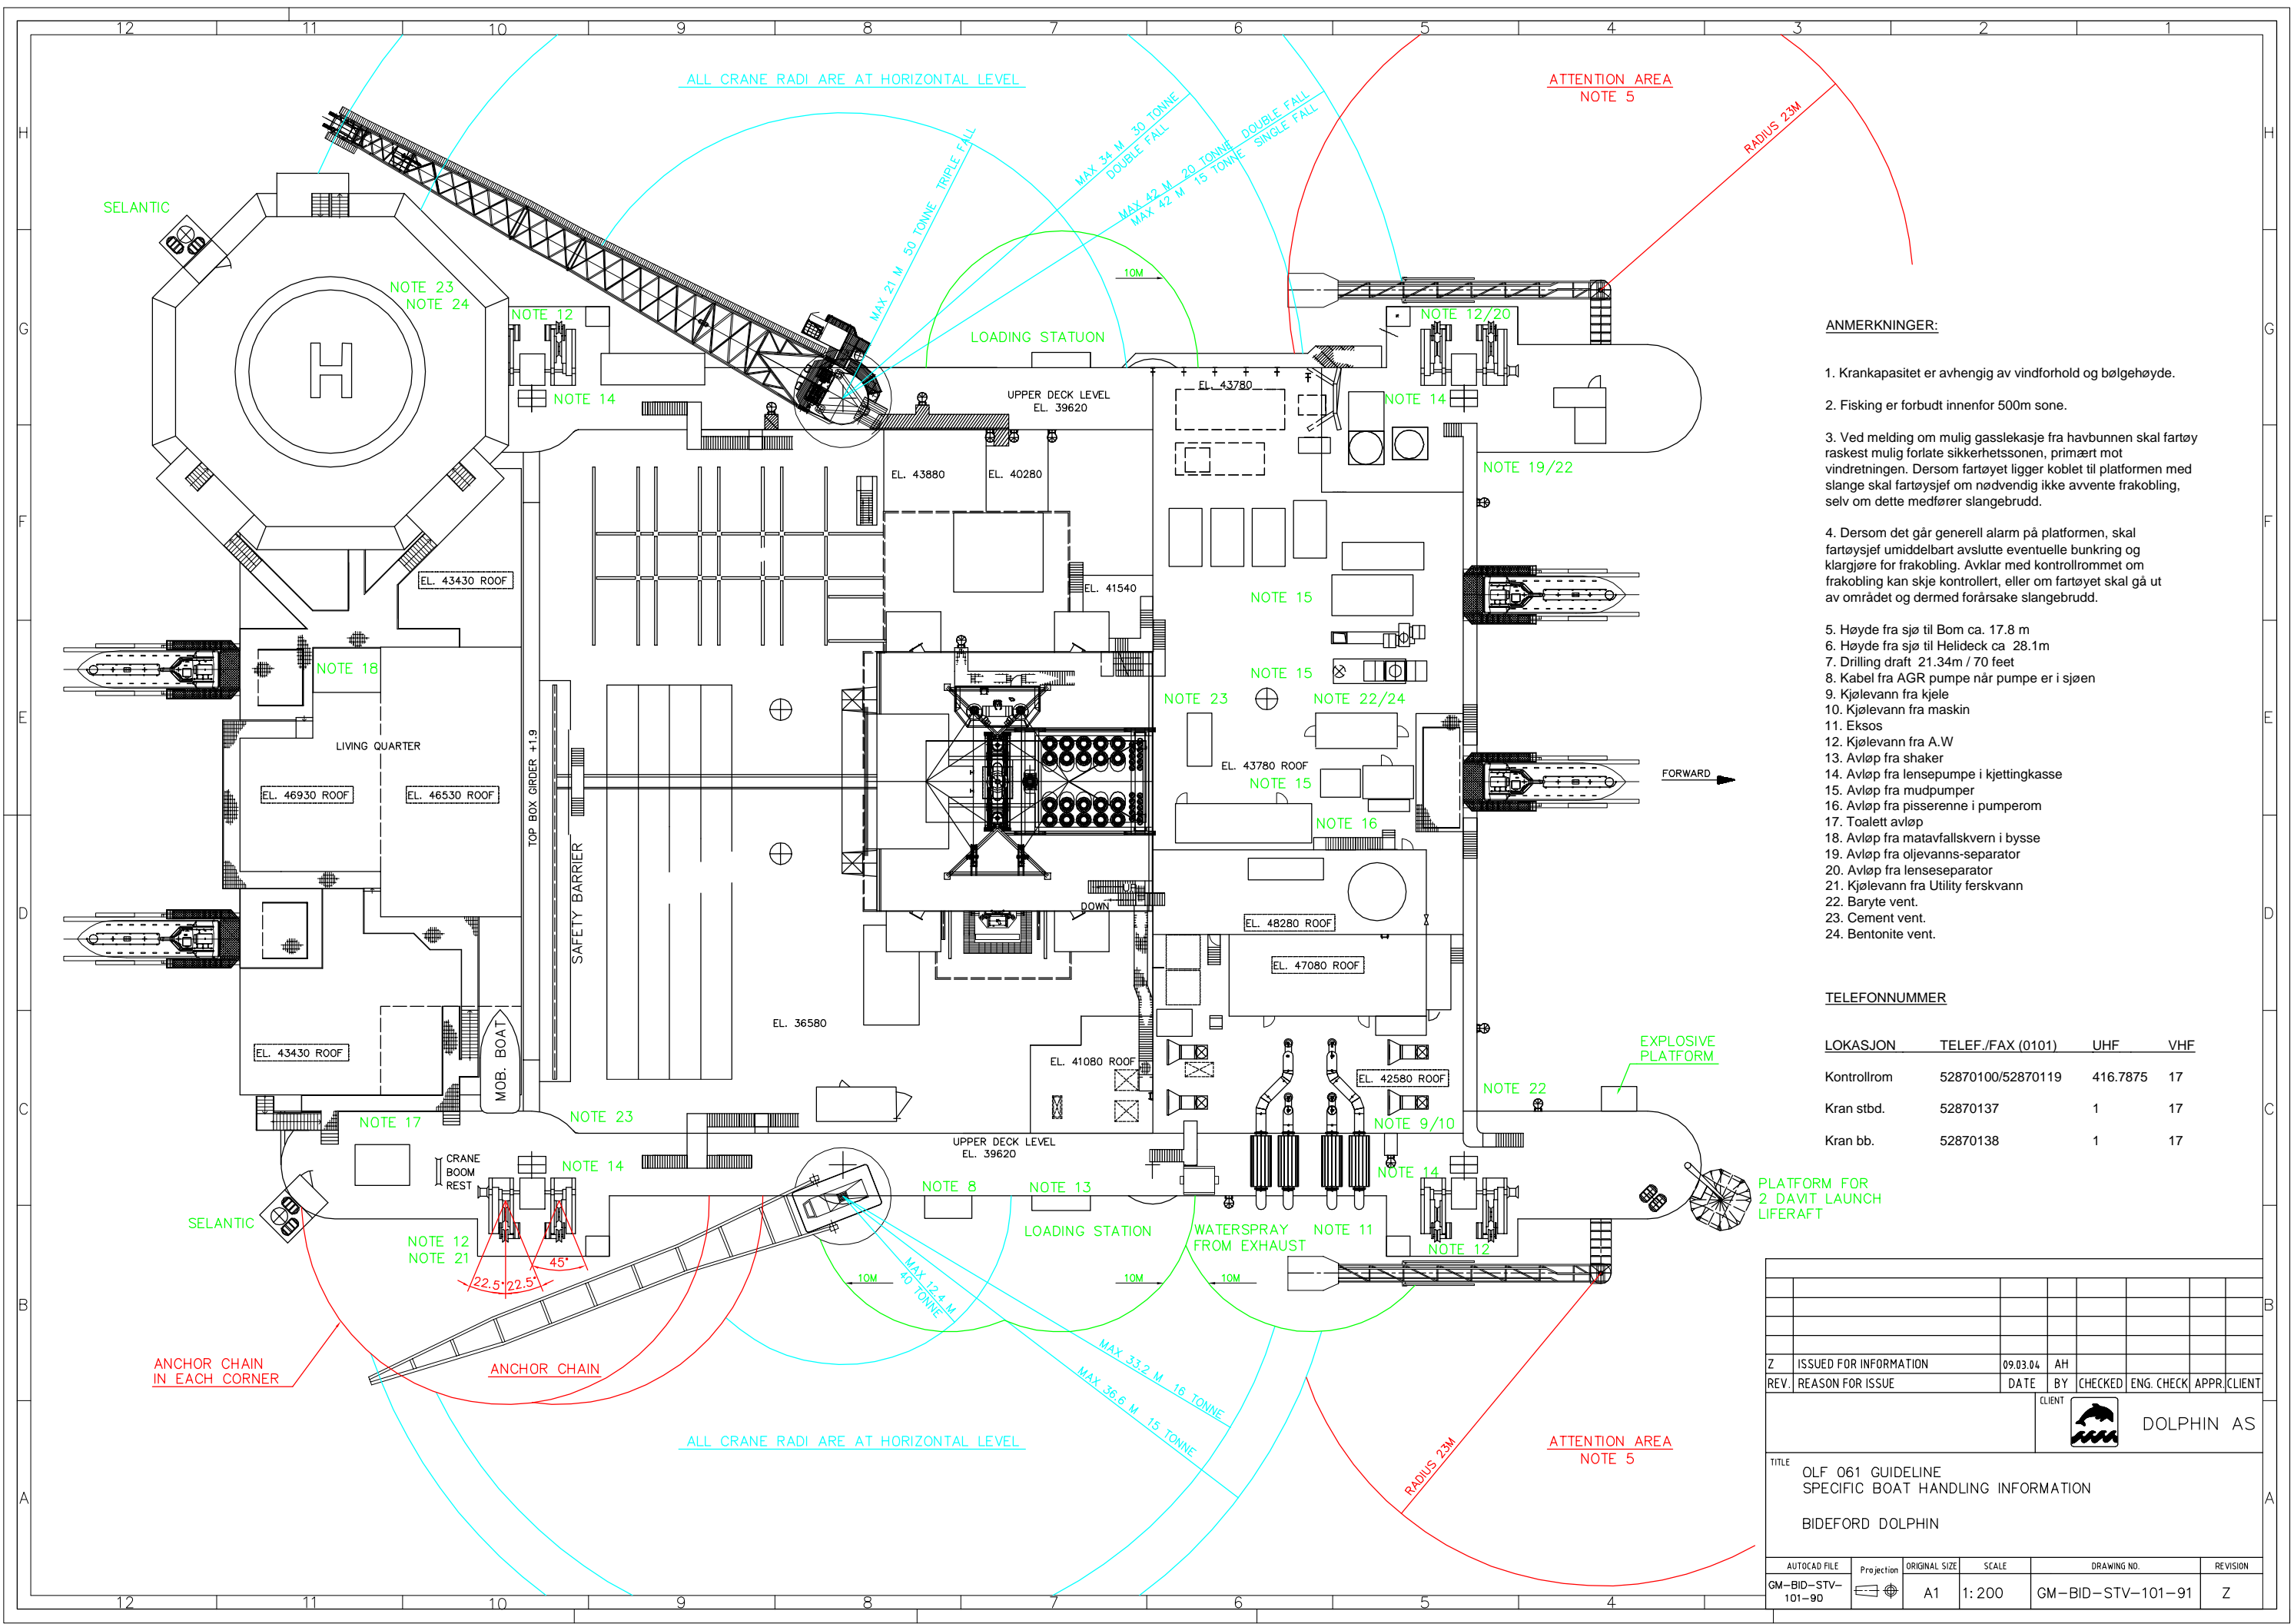 12 11 10 9 8 7 6 5 4 3 2 1
H
G
F
E
D
C
B
A
ALL CRANE RADI ARE AT HORIZONTAL LEVEL
ATTENTION AREA
NOTE 5
RADIUS 23M
MAX 21 M 50 TONNE TRIPLE FALL
MAX 34 M 30 TONNE
DOUBLE FALL
MAX 42 M 20 TONNE DOUBLE FALL
MAX 42 M 15 TONNE SINGLE FALL
SELANTIC
NOTE 23
NOTE 24
H
NOTE 12
10M
LOADING STATUON
NOTE 12/20
NOTE 14
UPPER DECK LEVEL
EL. 39620
EL. 43780
NOTE 14
EL. 43880
EL. 40280
NOTE 19/22
EL. 43430 ROOF
EL. 41540
NOTE 15
NOTE 18
NOTE 15
NOTE 23
NOTE 22/24
LIVING QUARTER
TOP BOX GIRDER +1.9
EL. 43780 ROOF
FORWARD
NOTE 15
EL. 46930 ROOF
EL. 46530 ROOF
NOTE 16
SAFETY BARRIER
DOWN
EL. 48280 ROOF
EL. 47080 ROOF
EL. 36580
MOB. BOAT
EL. 43430 ROOF
EL. 41080 ROOF
EL. 42580 ROOF
EXPLOSIVE
PLATFORM
NOTE 22
NOTE 17
NOTE 23
NOTE 9/10
UPPER DECK LEVEL
EL. 39620
CRANE
BOOM
REST
NOTE 14
NOTE 14
NOTE 8
NOTE 13
PLATFORM FOR
2 DAVIT LAUNCH
LIFERAFT
SELANTIC
LOADING STATION
WATERSPRAY
FROM EXHAUST
NOTE 11
NOTE 12
NOTE 12
NOTE 21
45°
22.5° 22.5°
10M
10M
10M
MAX 12.4 M
40 TONNE
MAX 33.2 M 18 TONNE
MAX 36.6 M 15 TONNE
ANCHOR CHAIN
IN EACH CORNER
ANCHOR CHAIN
ALL CRANE RADI ARE AT HORIZONTAL LEVEL
RADIUS 23M
ATTENTION AREA
NOTE 5
ANMERKNINGER:
1. Krankapasitet er avhengig av vindforhold og bølgehøyde.
2. Fisking er forbudt innenfor 500m sone.
3. Ved melding om mulig gasslekasje fra havbunnen skal fartøy
raskest mulig forlate sikkerhetssonen, primært mot
vindretningen. Dersom fartøyet ligger koblet til platformen med
slange skal fartøysjef om nødvendig ikke avvente frakobling,
selv om dette medfører slangebrudd.
4. Dersom det går generell alarm på platformen, skal
fartøysjef umiddelbart avslutte eventuelle bunkring og
klargjøre for frakobling. Avklar med kontrollrommet om
frakobling kan skje kontrollert, eller om fartøyet skal gå ut
av området og dermed forårsake slangebrudd.
5. Høyde fra sjø til Bom ca. 17.8 m
6. Høyde fra sjø til Helideck ca 28.1m
7. Drilling draft 21.34m / 70 feet
8. Kabel fra AGR pumpe når pumpe er i sjøen
9. Kjølevann fra kjele
10. Kjølevann fra maskin
11. Eksos
12. Kjølevann fra A.W
13. Avløp fra shaker
14. Avløp fra lensepumpe i kjettingkasse
15. Avløp fra mudpumper
16. Avløp fra pisserenne i pumperom
17. Toalett avløp
18. Avløp fra matavfallskvern i bysse
19. Avløp fra oljevanns-separator
20. Avløp fra lenseseparator
21. Kjølevann fra Utility ferskvann
22. Baryte vent.
23. Cement vent.
24. Bentonite vent.
TELEFONNUMMER
LOKASJON TELEF./FAX (0101) UHF VHF
Kontrollrom 52870100/52870119 416.7875 17
Kran stbd. 52870137 1 17
Kran bb. 52870138 1 17
Z ISSUED FOR INFORMATION 09.03.04 AH
REV. REASON FOR ISSUE DATE BY CHECKED ENG. CHECK APPR. CLIENT
CLIENT
DOLPHIN AS
TITLE
OLF 061 GUIDELINE
SPECIFIC BOAT HANDLING INFORMATION
BIDEFORD DOLPHIN
AUTOCAD FILE Projection ORIGINAL SIZE SCALE DRAWING NO. REVISION
GM-BID-STV-
101-90
A1 1:200 GM-BID-STV-101-91 Z
12 11 10 9 8 7 6 5 4
H
G
F
E
D
C
B
A